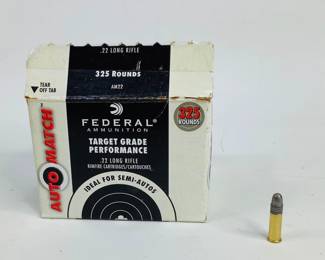 .22 LONG RIFLE
325 ROUNDS
AM22
TEAR
OFF TAB
FEDERAL
AMMUNITION
TARGET GRADE
PERFORMANCE
.22 LONG RIFLE
RIMFIRE CARTRIDGES/CARTOUCHES
325
ROUNDS
AUTOMATCH
IDEAL FOR SEMI-AUTOS